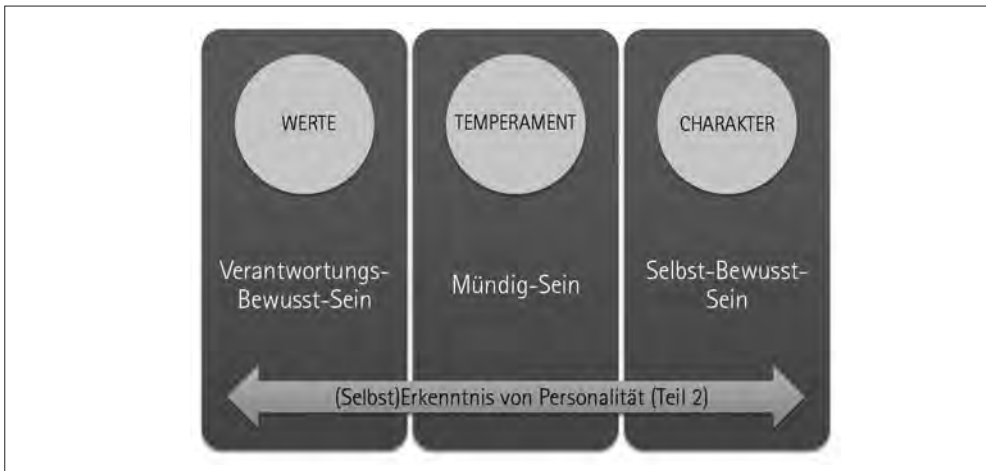 WERTE
TEMPERAMENT
CHARAKTER
Verantwortungs-
Bewusst-Sein
Mündig-Sein
Selbst-Bewusst-
Sein
(Selbst)Erkenntnis von Personalität (Teil 2)